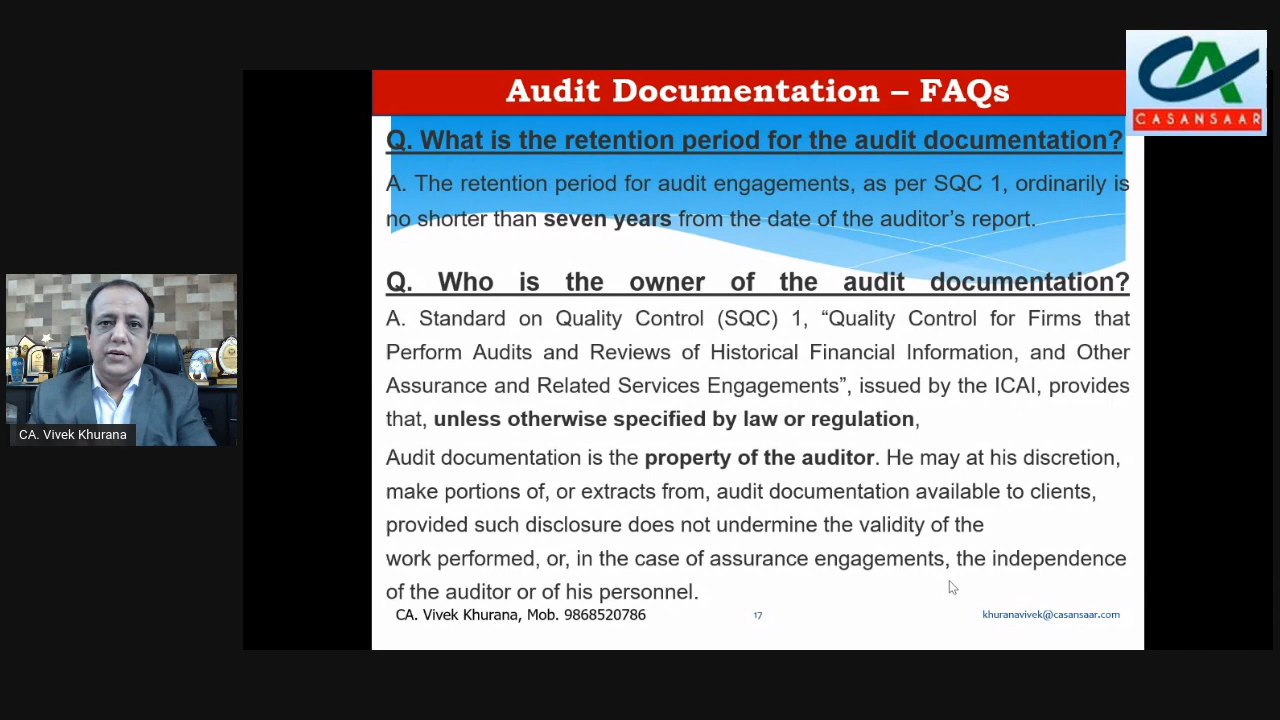 Audit Documentation – FAQs
CASANSAAR
Q. What is the retention period for the audit documentation?
A. The retention period for audit engagements, as per SQC 1, ordinarily is
no shorter than seven years from the date of the auditor’s report.
Q. Who is the owner of the audit documentation?
A. Standard on Quality Control (SQC) 1, “Quality Control for Firms that
Perform Audits and Reviews of Historical Financial Information, and Other
Assurance and Related Services Engagements”, issued by the ICAI, provides
that, unless otherwise specified by law or regulation,
Audit documentation is the property of the auditor. He may at his discretion,
make portions of, or extracts from, audit documentation available to clients,
provided such disclosure does not undermine the validity of the
work performed, or, in the case of assurance engagements, the independence
of the auditor or of his personnel.
CA. Vivek Khurana, Mob. 9868520786
17
khuranavivek@casansaar.com
CA. Vivek Khurana